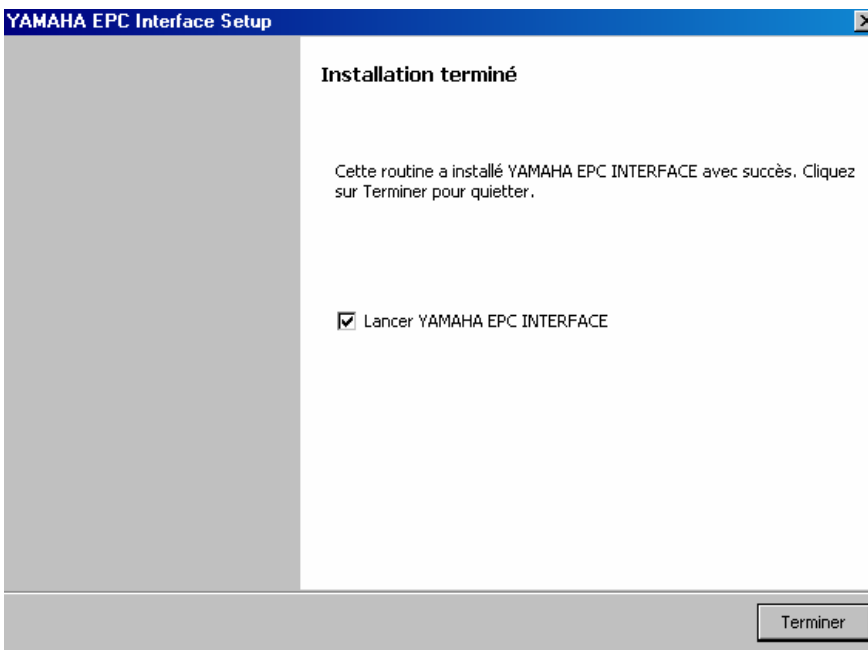 YAMAHA EPC Interface Setup
Installation terminé
Cette routine a installé YAMAHA EPC INTERFACE avec succès. Cliquez
sur Terminer pour quietter.
Lancer YAMAHA EPC INTERFACE
Terminer